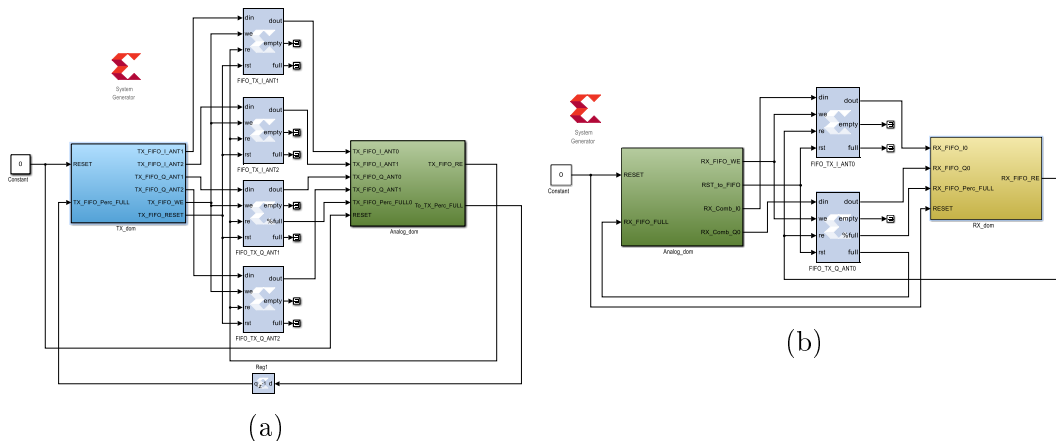 System
Generator
0
Constant
RESET
TX_FIFO_Perc_FULL
TX_FIFO_I_ANT1
TX_FIFO_I_ANT2
TX_FIFO_Q_ANT1
TX_FIFO_Q_ANT2
TX_FIFO_WE
TX_FIFO_RESET
TX_dom
din
we
re
rst
dout
empty
full
FIFO_TX_I_ANT1
din
we
re
rst
dout
empty
full
FIFO_TX_I_ANT2
din
we
re
rst
dout
empty
%full
full
FIFO_TX_Q_ANT1
din
we
re
rst
dout
empty
full
FIFO_TX_Q_ANT2
TX_FIFO_I_ANT0
TX_FIFO_I_ANT1
TX_FIFO_Q_ANT0
TX_FIFO_Q_ANT1
TX_FIFO_Perc_FULL0
RESET
TX_FIFO_RE
To_TX_Perc_FULL
Analog_dom
Reg1
(a)
System
Generator
0
Constant
RESET
RX_FIFO_FULL
RX_FIFO_WE
RST_to_FIFO
RX_Comb_I0
RX_Comb_Q0
Analog_dom
din
we
re
rst
dout
empty
full
FIFO_TX_I_ANT0
din
we
re
rst
dout
empty
%full
full
FIFO_TX_Q_ANT0
RX_FIFO_I0
RX_FIFO_Q0
RX_FIFO_Perc_FULL
RESET
RX_FIFO_RE
RX_dom
(b)